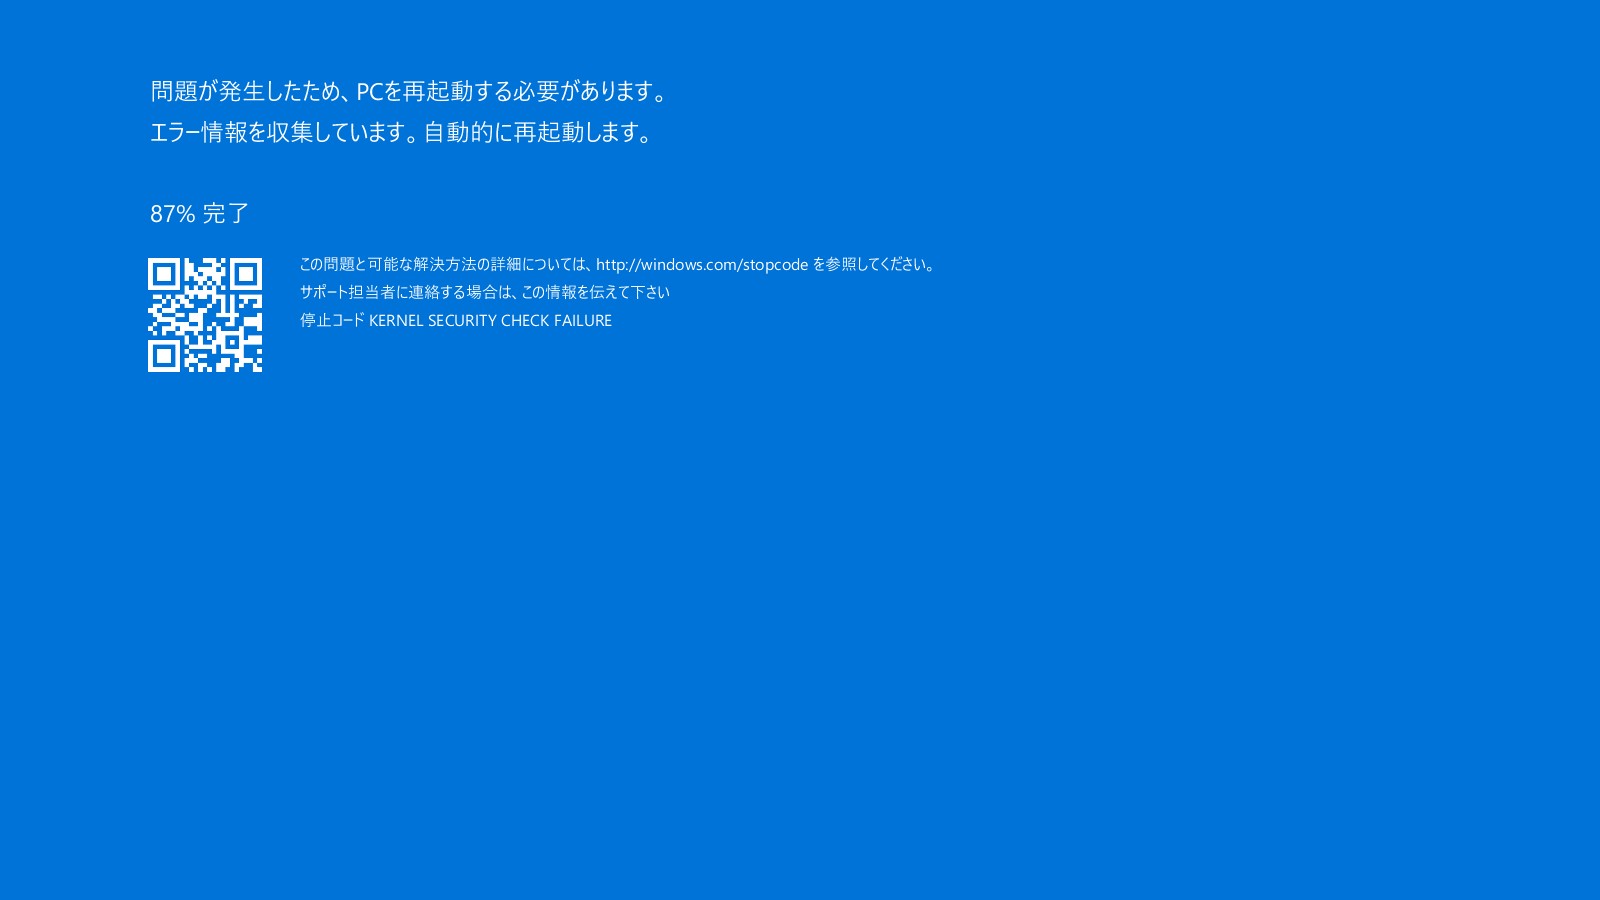 問題が発生したため、PCを再起動する必要があります。
エラー情報を収集しています。自動的に再起動します。
87% 完了
この問題と可能な解決方法の詳細については、http://windows.com/stopcode を参照してください。
サポート担当者に連絡する場合は、この情報を伝えて下さい
停止コード KERNEL SECURITY CHECK FAILURE